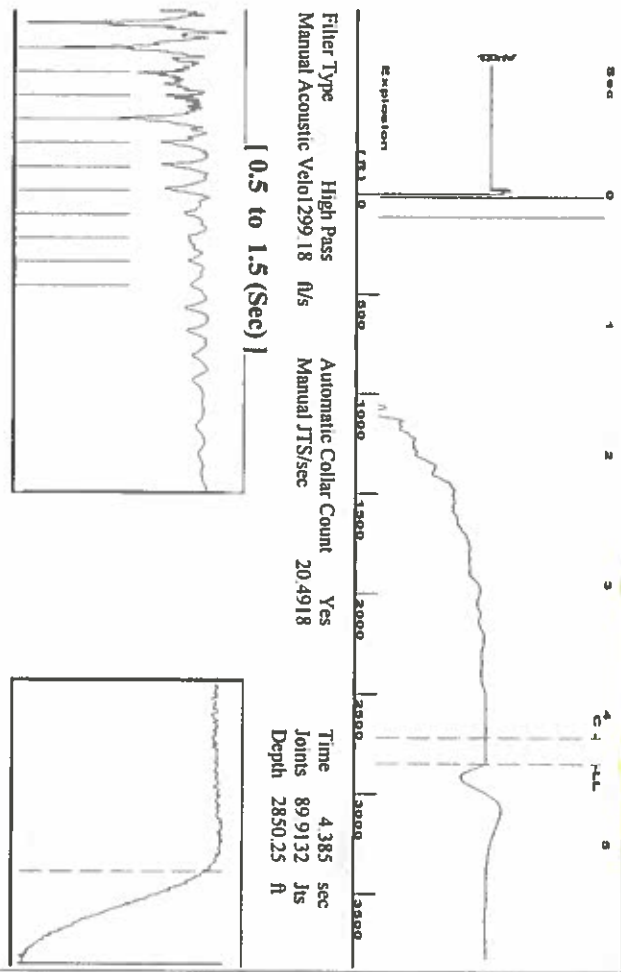 Sec 0 1 2 3 4 5
C+ LL
Explosion
(ft) 0 500 1000 1500 2000 2500 3000 3500
Filter Type High Pass Automatic Collar Count Yes Time 4.385 sec
Manual Acoustic Velo1299.18 ft/s Manual JTS/sec 20.4918 Joints 89.9132 Jts
Depth 2850.25 ft
[ 0.5 to 1.5 (Sec) ]